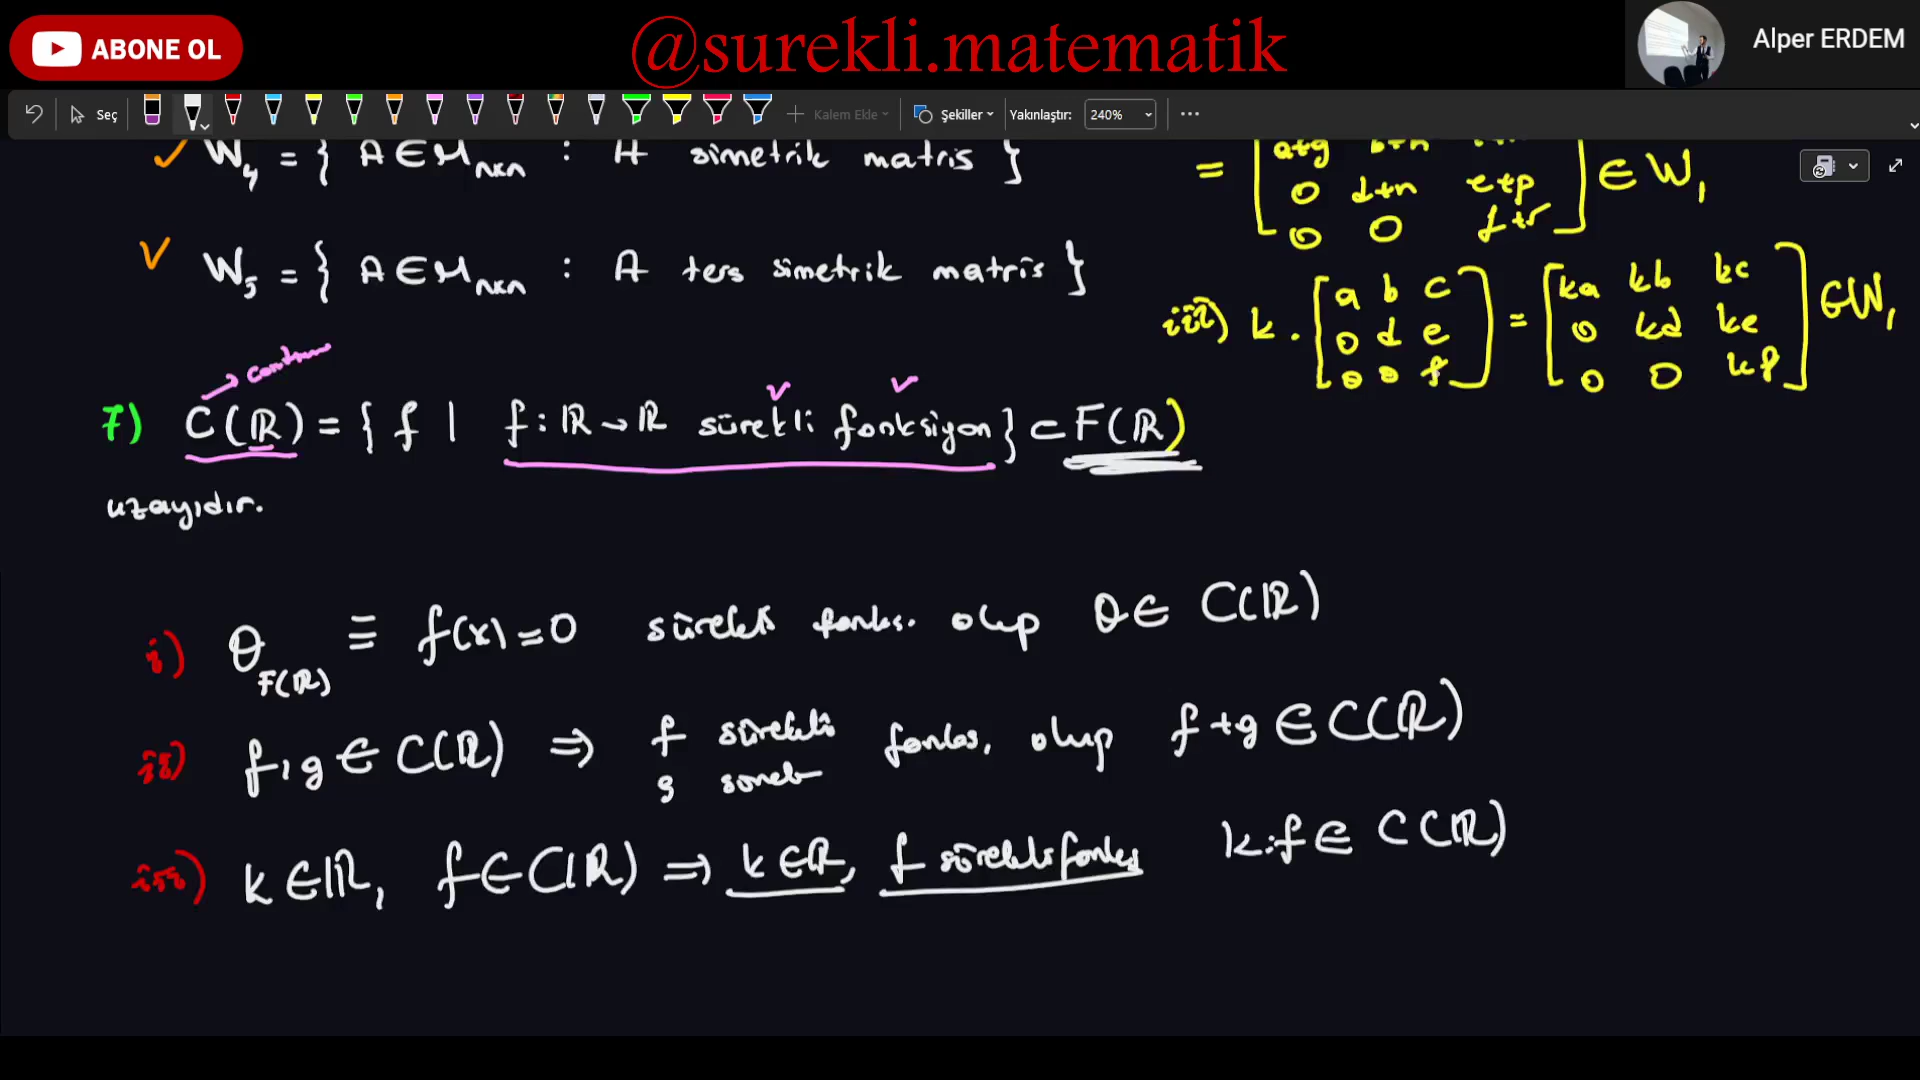 ABONE OL
@surekli.matematik
Alper ERDEM
Seç
Kalem Ekle
Şekiller
Yakınlaştır:
240%
W₄ = { A ∈ Mₙₓₙ : A simetrik matris }
W₅ = { A ∈ Mₙₓₙ : A ters simetrik matris }
= [ a+g
0 d+n e+p
0 0 f+r ] ∈ W₁
iii) k . [ a b c
0 d e
0 0 f ] = [ ka kb kc
0 kd ke
0 0 kf ] ∈ W₁
7) C(ℝ) = { f | f : ℝ → ℝ sürekli fonksiyon } ⊂ F(ℝ)
uzayıdır.
i) θ F(ℝ) ≡ f(x) = 0 sürekli fonks. olup θ ∈ C(ℝ)
ii) f, g ∈ C(ℝ) ⇒ f sürekli fonks. olup f+g ∈ C(ℝ)
g
iii) k ∈ ℝ, f ∈ C(ℝ) ⇒ k ∈ ℝ, f sürekli fonks k.f ∈ C(ℝ)